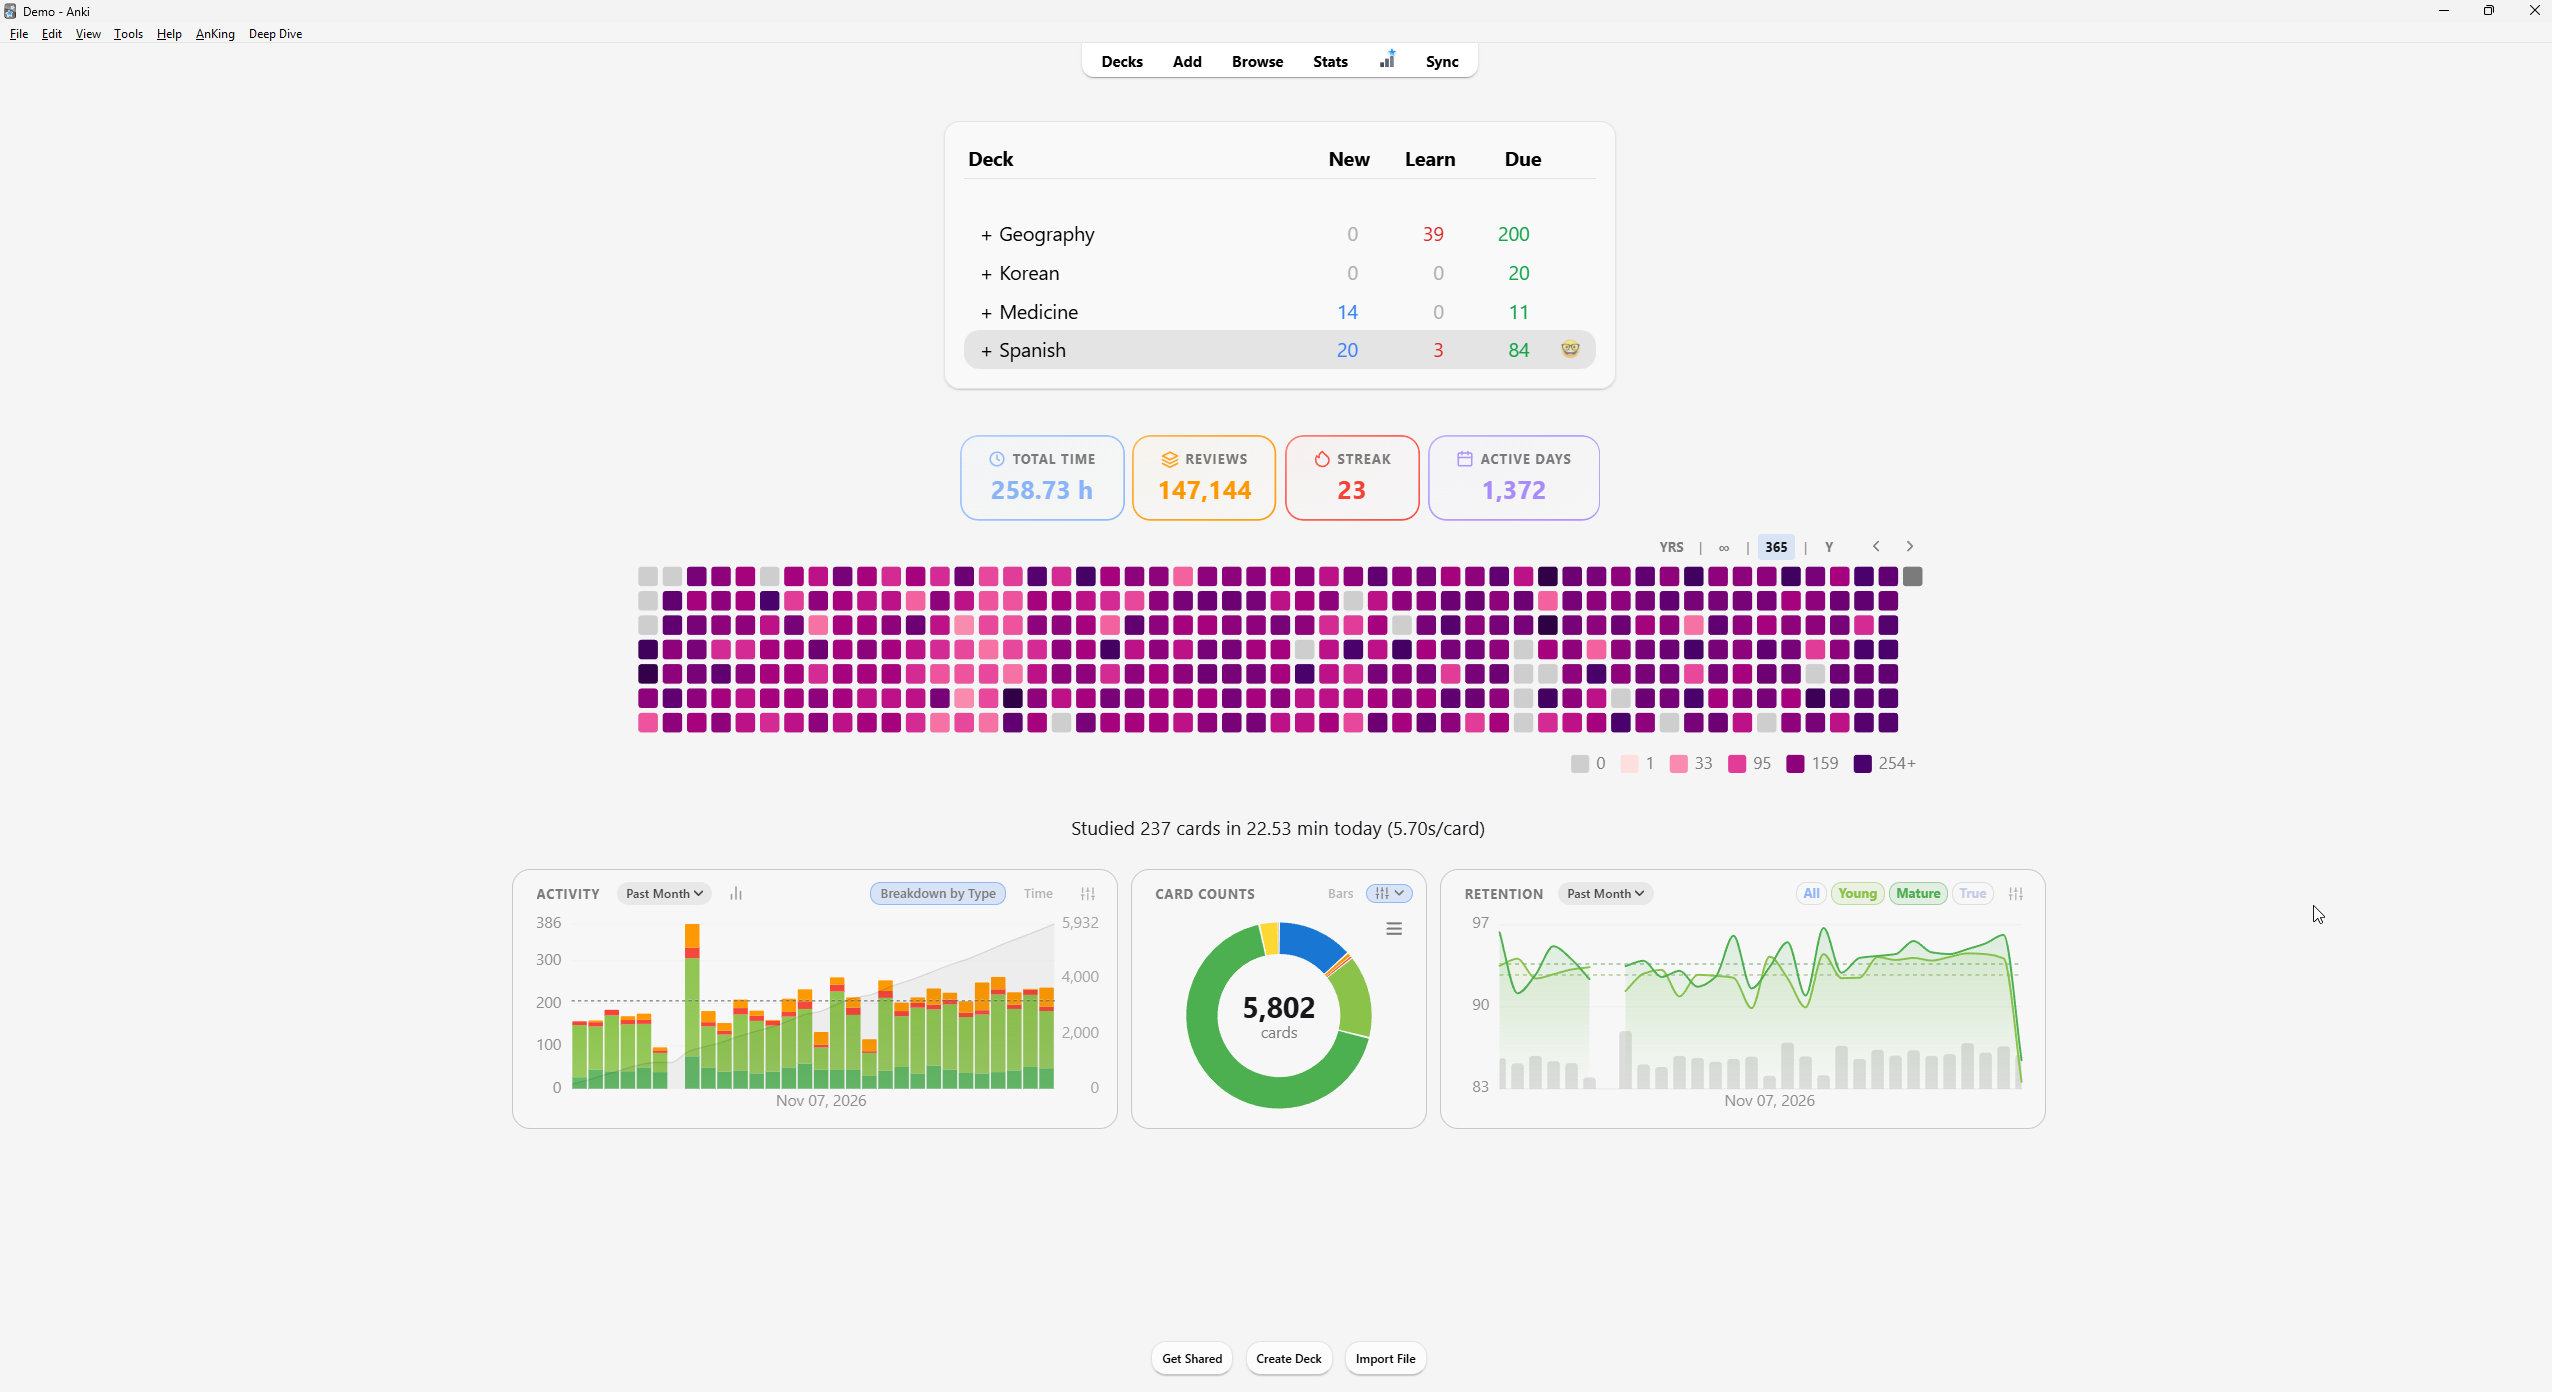 Demo - Anki
File Edit View Tools Help AnKing Deep Dive
Decks Add Browse Stats Sync
Deck New Learn Due
+ Geography 0 39 200
+ Korean 0 0 20
+ Medicine 14 0 11
+ Spanish 20 3 84
TOTAL TIME
258.73 h
REVIEWS
147,144
STREAK
23
ACTIVE DAYS
1,372
YRS | ∞ | 365 | Y < >
0 1 33 95 159 254+
Studied 237 cards in 22.53 min today (5.70s/card)
ACTIVITY Past Month Breakdown by Type Time
386 5,932
300
4,000
200
2,000
100
0 0
Nov 07, 2026
CARD COUNTS Bars
5,802
cards
RETENTION Past Month All Young Mature True
97
90
83
Nov 07, 2026
Get Shared Create Deck Import File